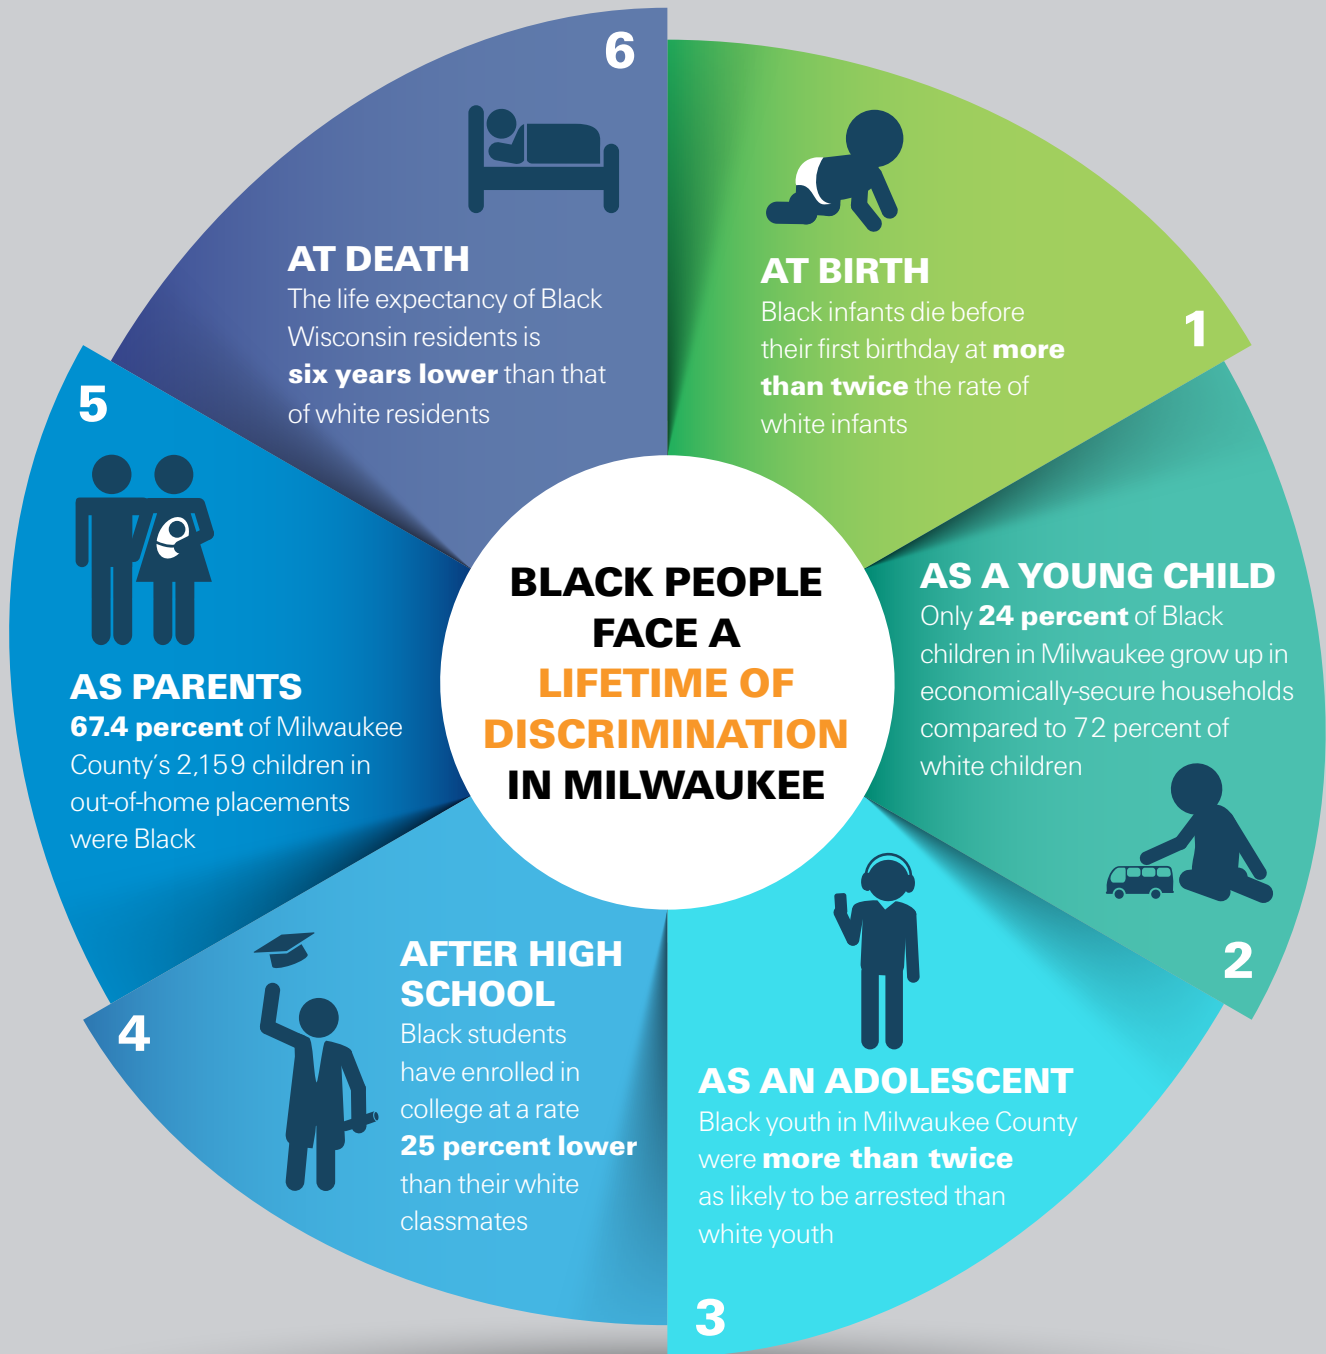 BLACK PEOPLE
FACE A
LIFETIME OF
DISCRIMINATION
IN MILWAUKEE
1
AT BIRTH
Black infants die before
their first birthday at more
than twice the rate of
white infants
AS A YOUNG CHILD
Only 24 percent of Black
children in Milwaukee grow up in
economically-secure households
compared to 72 percent of
white children
2
AS AN ADOLESCENT
Black youth in Milwaukee County
were more than twice
as likely to be arrested than
white youth
3
4
AFTER HIGH
SCHOOL
Black students
have enrolled in
college at a rate
25 percent lower
than their white
classmates
5
AS PARENTS
67.4 percent of Milwaukee
County's 2,159 children in
out-of-home placements
were Black
6
AT DEATH
The life expectancy of Black
Wisconsin residents is
six years lower than that
of white residents